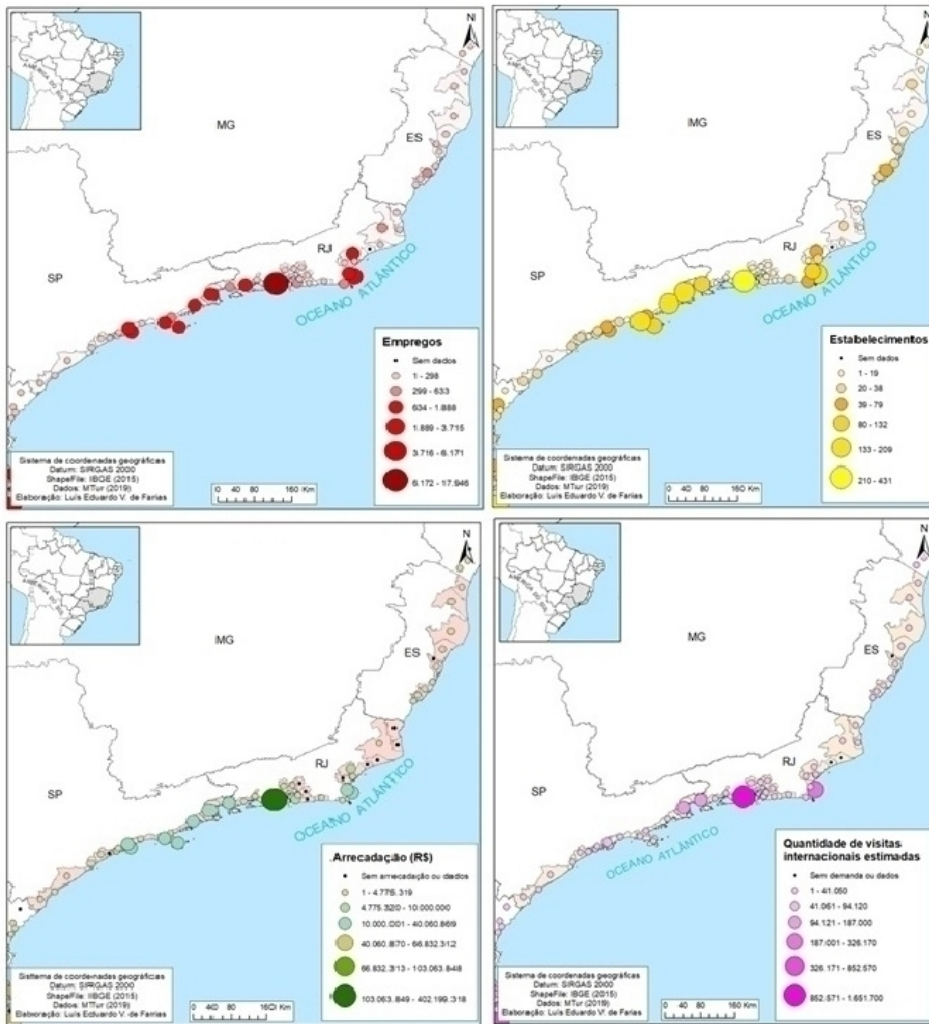 N
MG
ES
RJ
SP
OCEANO ATLÂNTICO
Empregos
Sem dados
1 - 298
299 - 633
634 - 1.888
1.889 - 3.715
3.716 - 6.171
6.172 - 17.946
Sistema de coordenadas geográficas
Datum: SIRGAS 2000
ShapeFile: IBGE (2015)
Dados: MTur (2019)
Elaboração: Luís Eduardo V. de Farias
0 40 80 160 Km
N
MG
ES
RJ
SP
OCEANO ATLÂNTICO
Estabelecimentos
Sem dados
1 - 19
20 - 38
39 - 79
80 - 132
133 - 209
210 - 431
Sistema de coordenadas geográficas
Datum: SIRGAS 2000
ShapeFile: IBGE (2015)
Dados: MTur (2019)
Elaboração: Luís Eduardo V. de Farias
0 40 80 160 Km
AMÉRICA DO SUL
N
MG
ES
RJ
SP
OCEANO ATLÂNTICO
Arrecadação (R$)
Sem arrecadação ou dados
1 - 4.775.319
4.775.320 - 10.000.000
10.000.001 - 40.060.869
40.060.870 - 66.832.312
66.832.313 - 103.063.848
103.063.849 - 402.199.318
Sistema de coordenadas geográficas
Datum: SIRGAS 2000
ShapeFile: IBGE (2015)
Dados: MTur (2019)
Elaboração: Luís Eduardo V. de Farias
0 40 80 160 Km
AMÉRICA DO SUL
N
MG
ES
SP
OCEANO ATLÂNTICO
RJ
Quantidade de visitas
internacionais estimadas
Sem demanda ou dados
1 - 41.050
41.051 - 94.120
94.121 - 187.000
187.001 - 326.170
326.171 - 852.570
852.571 - 1.651.700
Sistema de coordenadas geográficas
Datum: SIRGAS 2000
ShapeFile: IBGE (2015)
Dados: MTur (2019)
Elaboração: Luís Eduardo V. de Farias
0 40 80 160 Km